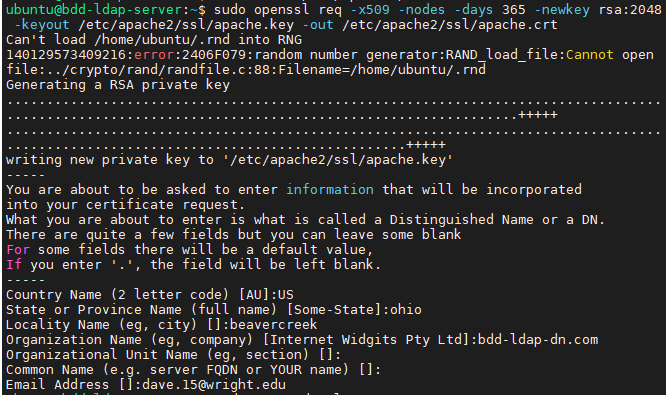 ubuntu@bdd-ldap-server:~$ sudo openssl req -x509 -nodes -days 365 -newkey rsa:2048
-keyout /etc/apache2/ssl/apache.key -out /etc/apache2/ssl/apache.crt
Can't load /home/ubuntu/.rnd into RNG
140129573409216:error:2406F079:random number generator:RAND_load_file:Cannot open
file:../crypto/rand/randfile.c:88:Filename=/home/ubuntu/.rnd
Generating a RSA private key
...................................................................................
.................................................................+++++
...................................................................................
...................................................+++++
writing new private key to '/etc/apache2/ssl/apache.key'
-----
You are about to be asked to enter information that will be incorporated
into your certificate request.
What you are about to enter is what is called a Distinguished Name or a DN.
There are quite a few fields but you can leave some blank
For some fields there will be a default value,
If you enter '.', the field will be left blank.
-----
Country Name (2 letter code) [AU]:US
State or Province Name (full name) [Some-State]:ohio
Locality Name (eg, city) []:beavercreek
Organization Name (eg, company) [Internet Widgits Pty Ltd]:bdd-ldap-dn.com
Organizational Unit Name (eg, section) []:
Common Name (e.g. server FQDN or YOUR name) []:
Email Address []:dave.15@wright.edu